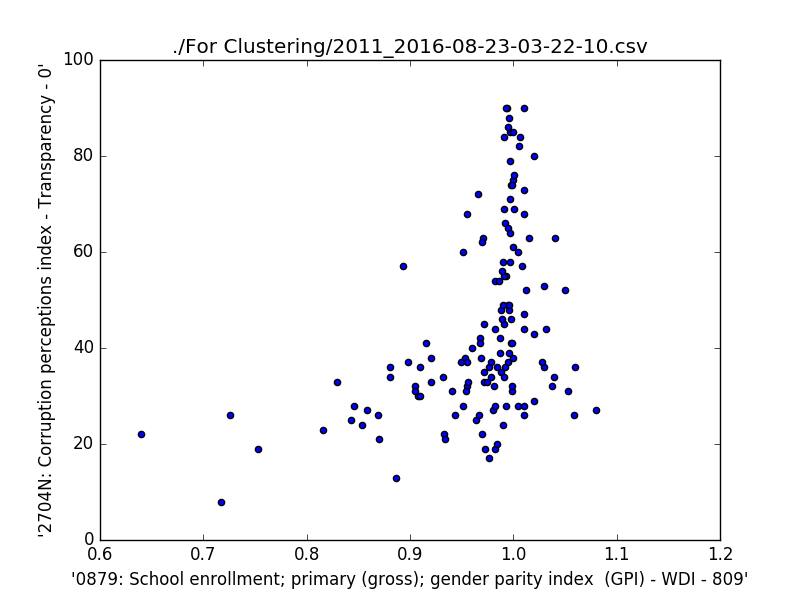 ./For Clustering/2011_2016-08-23-03-22-10.csv
100
80
60
40
20
0
0.6 0.7 0.8 0.9 1.0 1.1 1.2
'2704N: Corruption perceptions index - Transparency - 0'
'0879: School enrollment; primary (gross); gender parity index  (GPI) - WDI - 809'